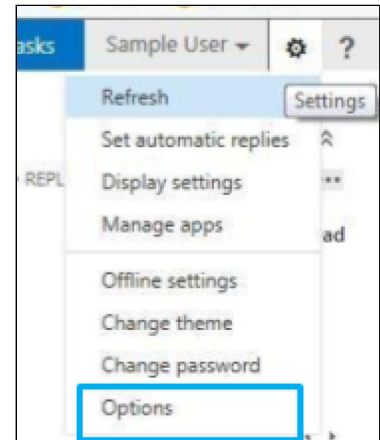 asks Sample User ?
Refresh
Settings
Set automatic replies
REPL Display settings
Manage apps
ad
Offline settings
Change theme
Change password
Options